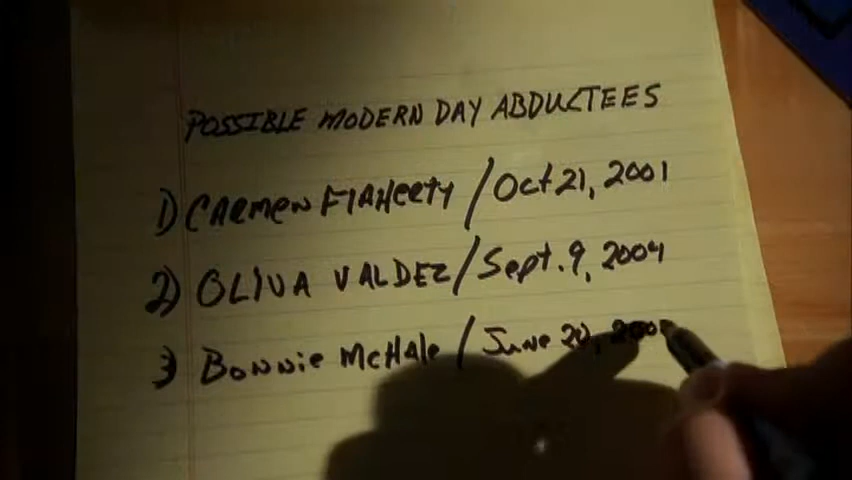 POSSIBLE MODERN DAY ABDUCTEES
1) CARMEN FlAHERTY / Oct 21, 2001
2) OLIVA VALDEZ / Sept. 9, 2004
3) Bonnie McHale / June 20,